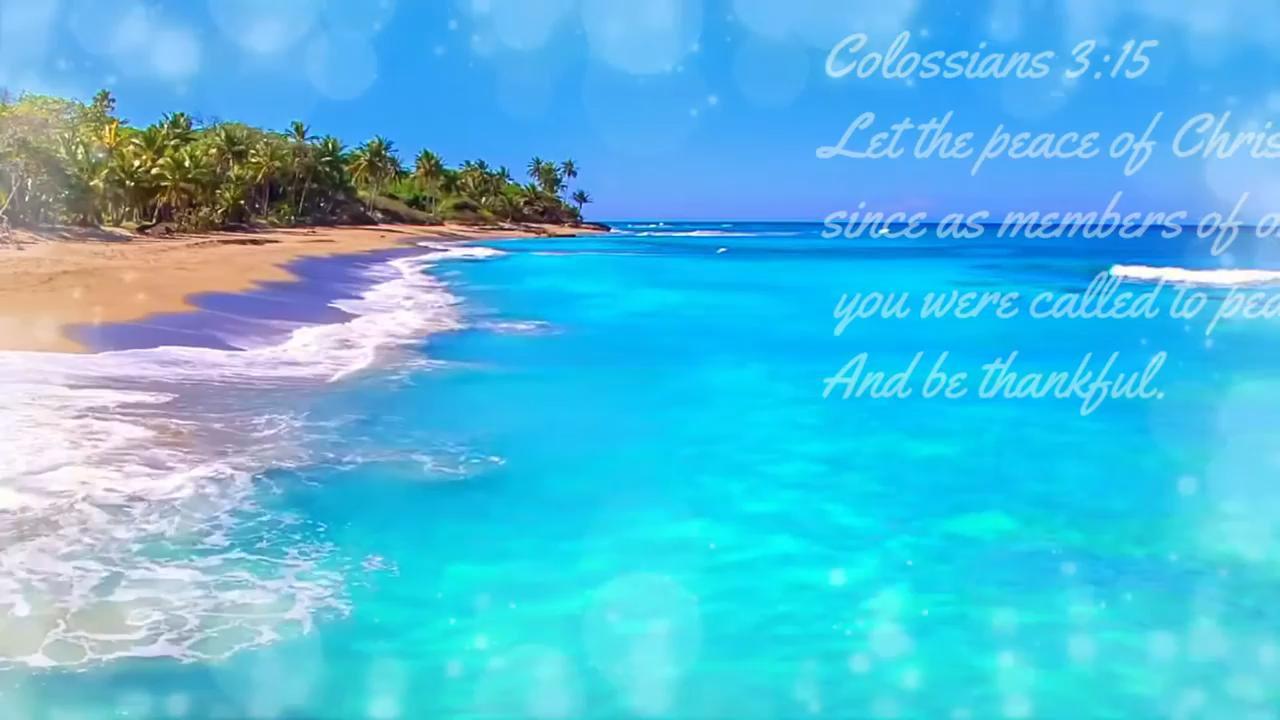 Colossians 3:15
Let the peace of Chris
since as members of o
you were called to pea
And be thankful.